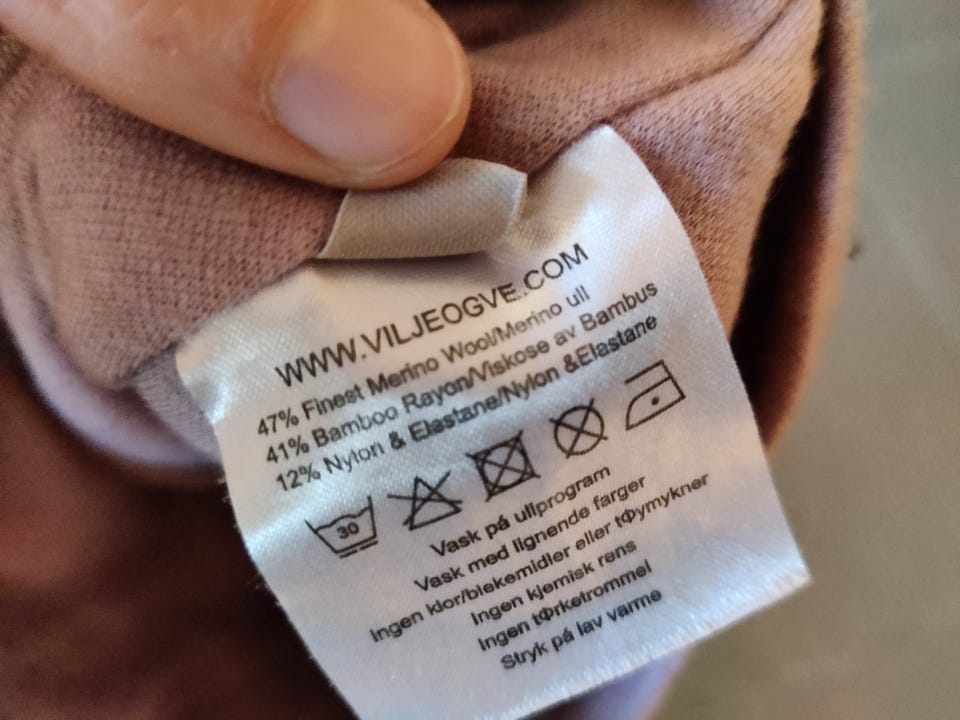 WWW.VILJEOGVE.COM
47% Finest Merino Wool/Merino ull
41% Bamboo Rayon/Viskose av Bambus
12% Nylon & Elastane/Nylon &Elastane
30
Vask på ullprogram
Vask med lignende farger
Ingen klor/blekemidler eller tΦymykner
Ingen kjemisk rens
Ingen tΦrketrommel
Stryk på lav varme